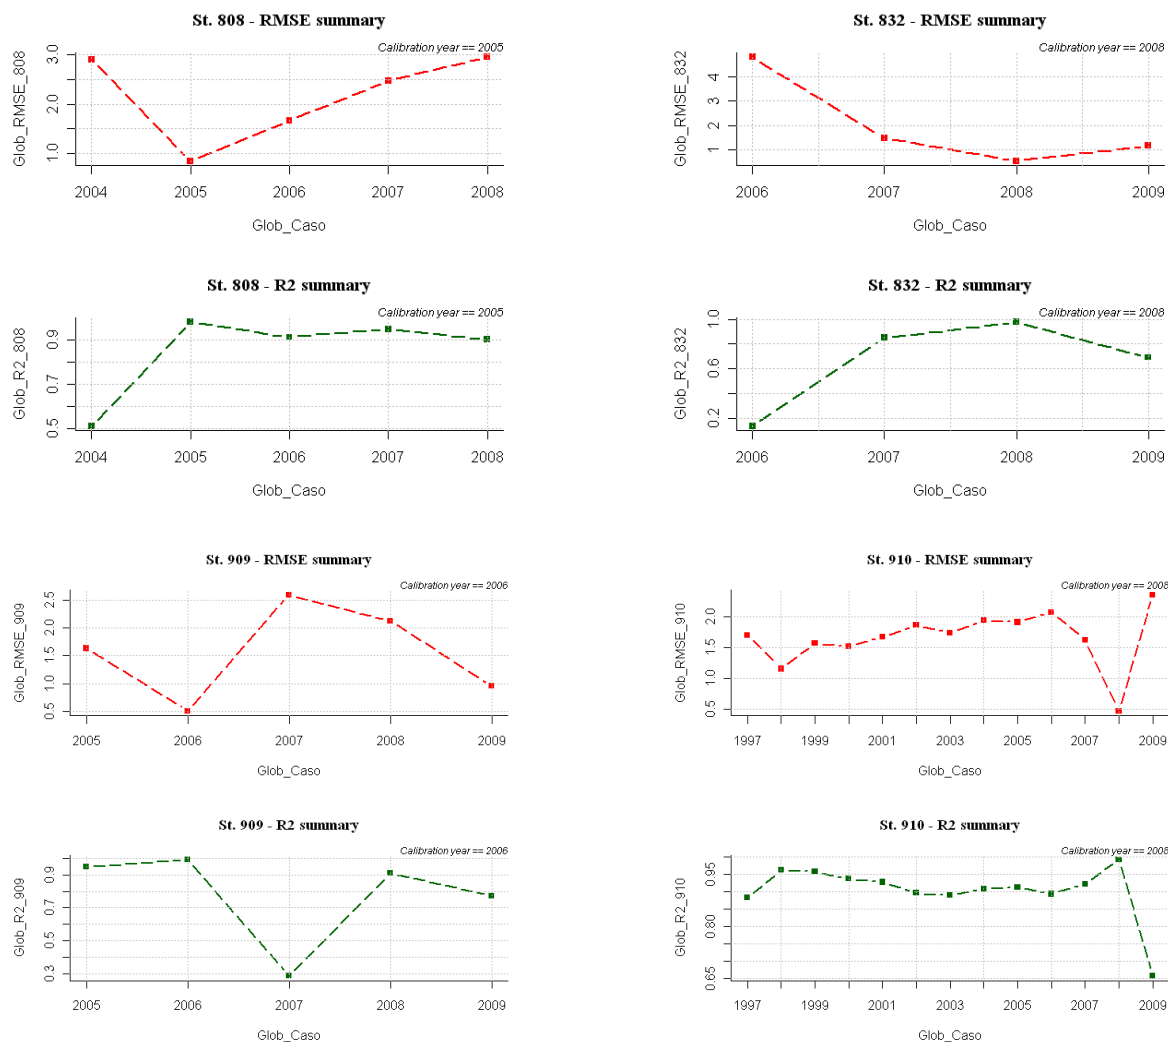 St. 808 - RMSE summary
Calibration year == 2005
Glob_RMSE_808
3.0
2.0
1.0
2004 2005 2006 2007 2008
Glob_Caso
St. 832 - RMSE summary
Calibration year == 2008
Glob_RMSE_832
4
3
2
1
2006 2007 2008 2009
Glob_Caso
St. 808 - R2 summary
Calibration year == 2005
Glob_R2_808
0.9
0.7
0.5
2004 2005 2006 2007 2008
Glob_Caso
St. 832 - R2 summary
Calibration year == 2008
Glob_R2_832
1.0
0.6
0.2
2006 2007 2008 2009
Glob_Caso
St. 909 - RMSE summary
Calibration year == 2006
Glob_RMSE_909
2.5
2.0
1.5
1.0
0.5
2005 2006 2007 2008 2009
Glob_Caso
St. 910 - RMSE summary
Calibration year == 2008
Glob_RMSE_910
2.0
1.5
1.0
0.5
1997 1999 2001 2003 2005 2007 2009
Glob_Caso
St. 909 - R2 summary
Calibration year == 2006
Glob_R2_909
0.9
0.7
0.5
0.3
2005 2006 2007 2008 2009
Glob_Caso
St. 910 - R2 summary
Calibration year == 2008
Glob_R2_910
0.95
0.80
0.65
1997 1999 2001 2003 2005 2007 2009
Glob_Caso